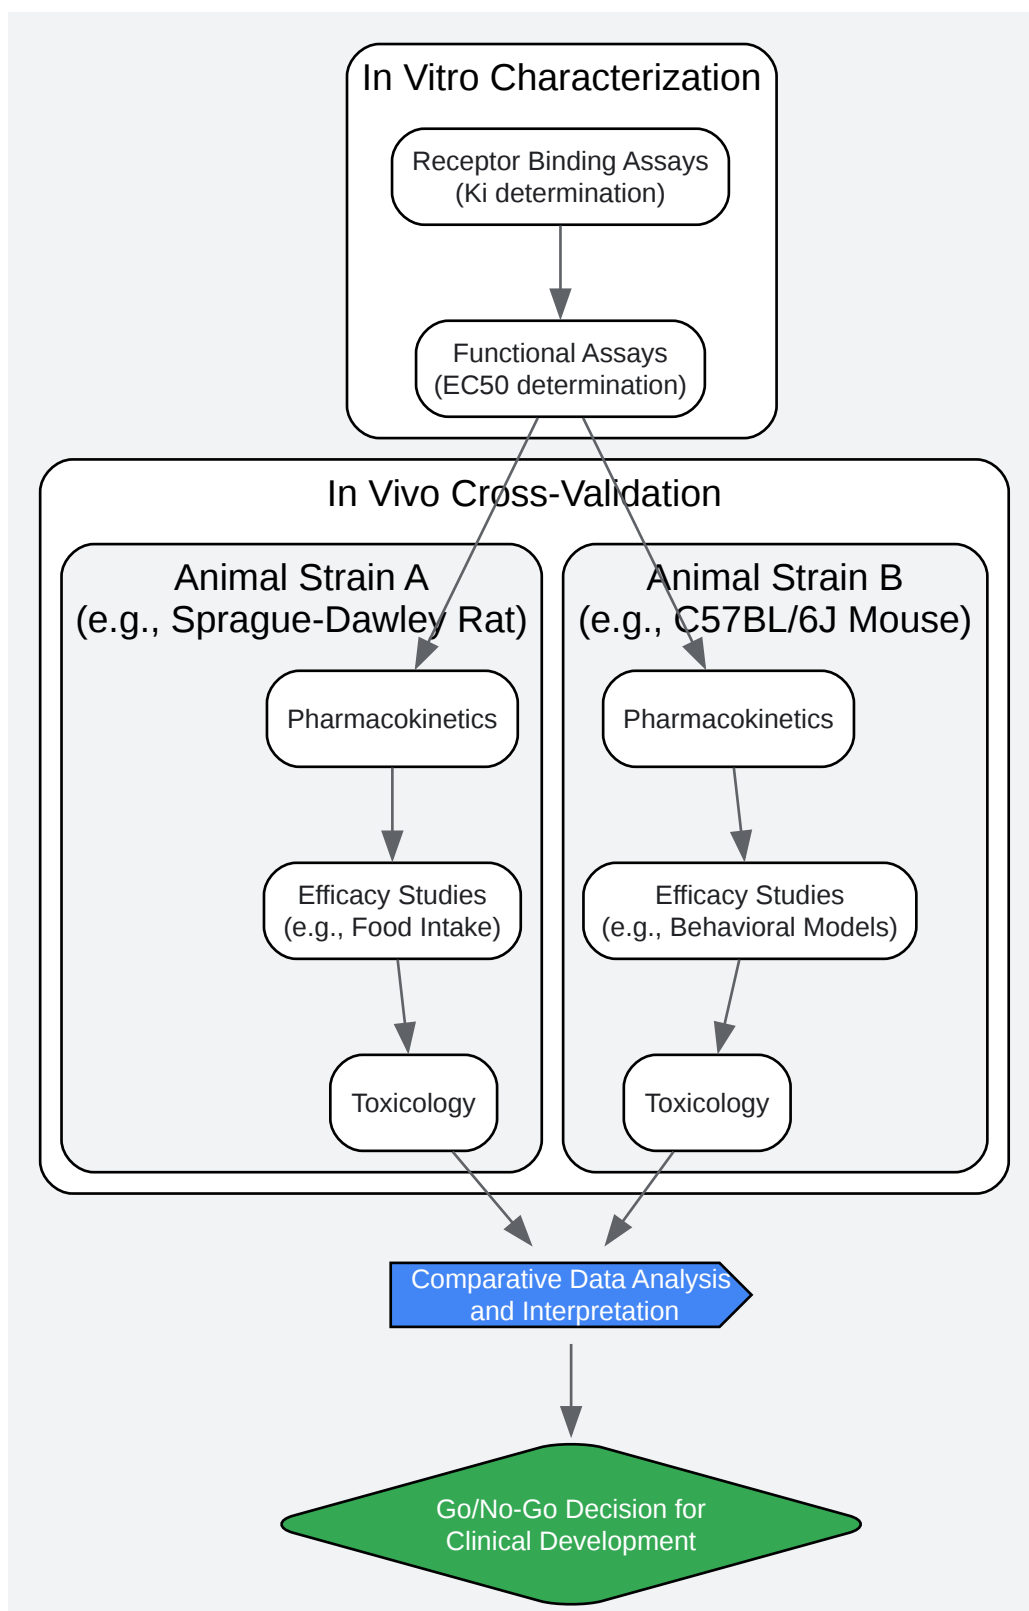 In Vitro Characterization
Receptor Binding Assays
(Ki determination)
Functional Assays
(EC50 determination)
In Vivo Cross-Validation
Animal Strain A
(e.g., Sprague-Dawley Rat)
Pharmacokinetics
Efficacy Studies
(e.g., Food Intake)
Toxicology
Animal Strain B
(e.g., C57BL/6J Mouse)
Pharmacokinetics
Efficacy Studies
(e.g., Behavioral Models)
Toxicology
Comparative Data Analysis
and Interpretation
Go/No-Go Decision for
Clinical Development